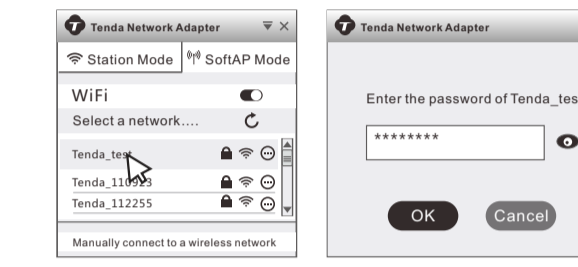 Tenda Network Adapter
Station Mode
SoftAP Mode
WiFi
Select a network....
Tenda_test
Tenda_110923
Tenda_112255
Manually connect to a wireless network
Tenda Network Adapter
Enter the password of Tenda_tes
********
OK
Cancel